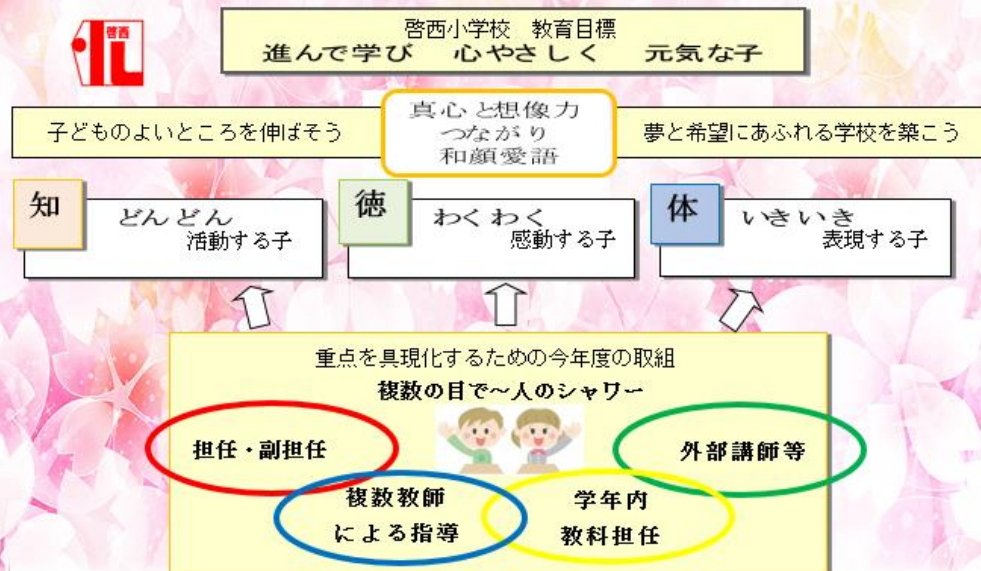 啓西
啓西小学校 教育目標
進んで学び 心やさしく 元気な子
子どものよいところを伸ばそう
真心と想像力
つながり
和顔愛語
夢と希望にあふれる学校を築こう
知
どんどん
活動する子
徳
わくわく
感動する子
体
いきいき
表現する子
重点を具現化するための今年度の取組
複数の目で~人のシャワー
担任・副担任
外部講師等
複数教師
による指導
学年内
教科担任